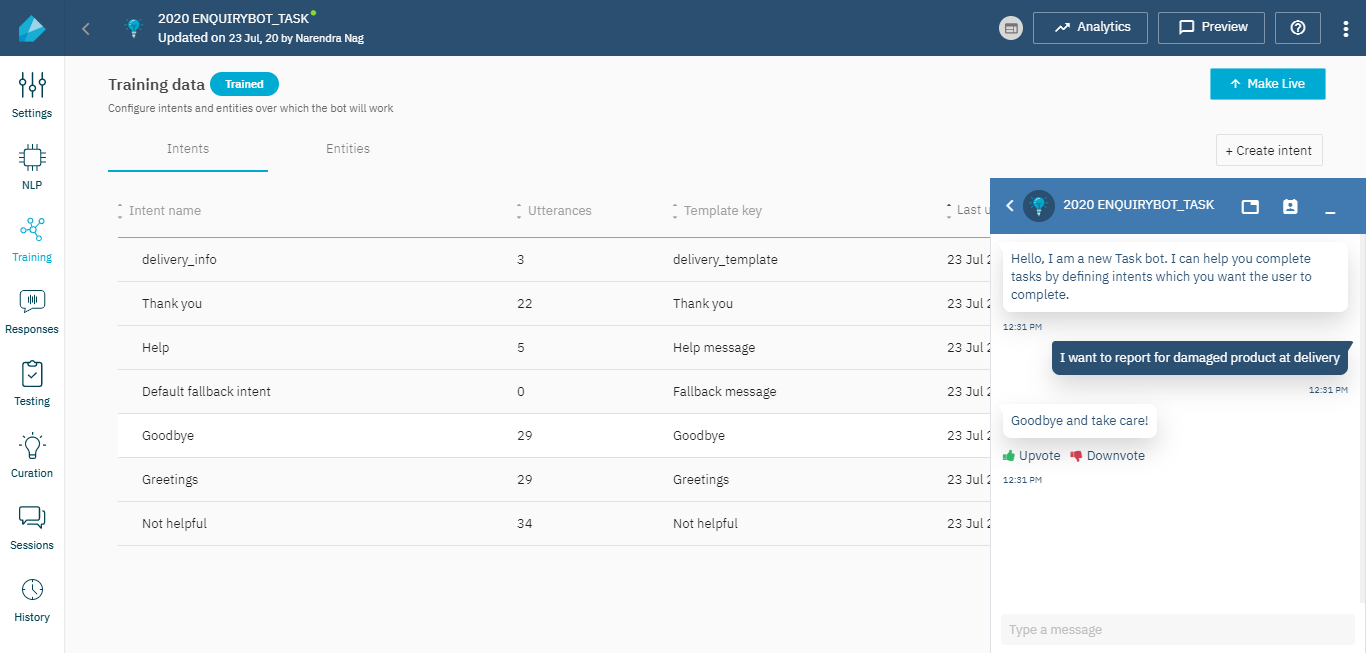 2020 ENQUIRYBOT_TASK
Updated on 23 Jul, 20 by Narendra Nag
Analytics
Preview
Settings
NLP
Training
Responses
Testing
Curation
Sessions
History
Training data Trained
Configure intents and entities over which the bot will work
Make Live
Intents Entities
+ Create intent
Intent name Utterances Template key Last u
delivery_info 3 delivery_template 23 Jul 2
Thank you 22 Thank you 23 Jul 2
Help 5 Help message 23 Jul 2
Default fallback intent 0 Fallback message 23 Jul 2
Goodbye 29 Goodbye 23 Jul 2
Greetings 29 Greetings 23 Jul 2
Not helpful 34 Not helpful 23 Jul 2
2020 ENQUIRYBOT_TASK
Hello, I am a new Task bot. I can help you complete
tasks by defining intents which you want the user to
complete.
12:31 PM
I want to report for damaged product at delivery
12:31 PM
Goodbye and take care!
Upvote Downvote
12:31 PM
Type a message